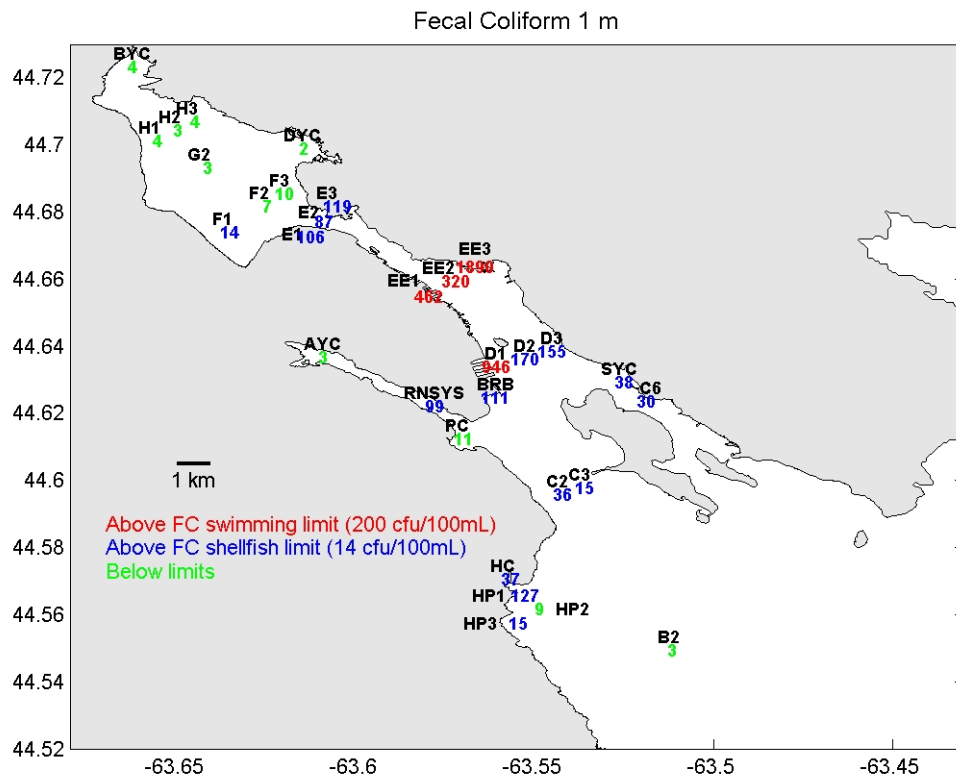 Fecal Coliform 1 m
44.72
44.7
44.68
44.66
44.64
44.62
44.6
44.58
44.56
44.54
44.52
BYC
4
H3
4
H2
3
H1
4
DYC
2
G2
3
F3
10
F2
7
E3
119
E2
87
F1
14
E1
106
EE3
1890
EE2
320
EE1
462
D3
155
D2
170
D1
946
AYC
3
SYC
38
C6
30
BRB
111
RNSYS
99
PC
11
1 km
C3
15
C2
36
Above FC swimming limit (200 cfu/100mL)
Above FC shellfish limit (14 cfu/100mL)
Below limits
HC
37
HP1 127
9 HP2
HP3 15
B2
3
-63.65
-63.6
-63.55
-63.5
-63.45